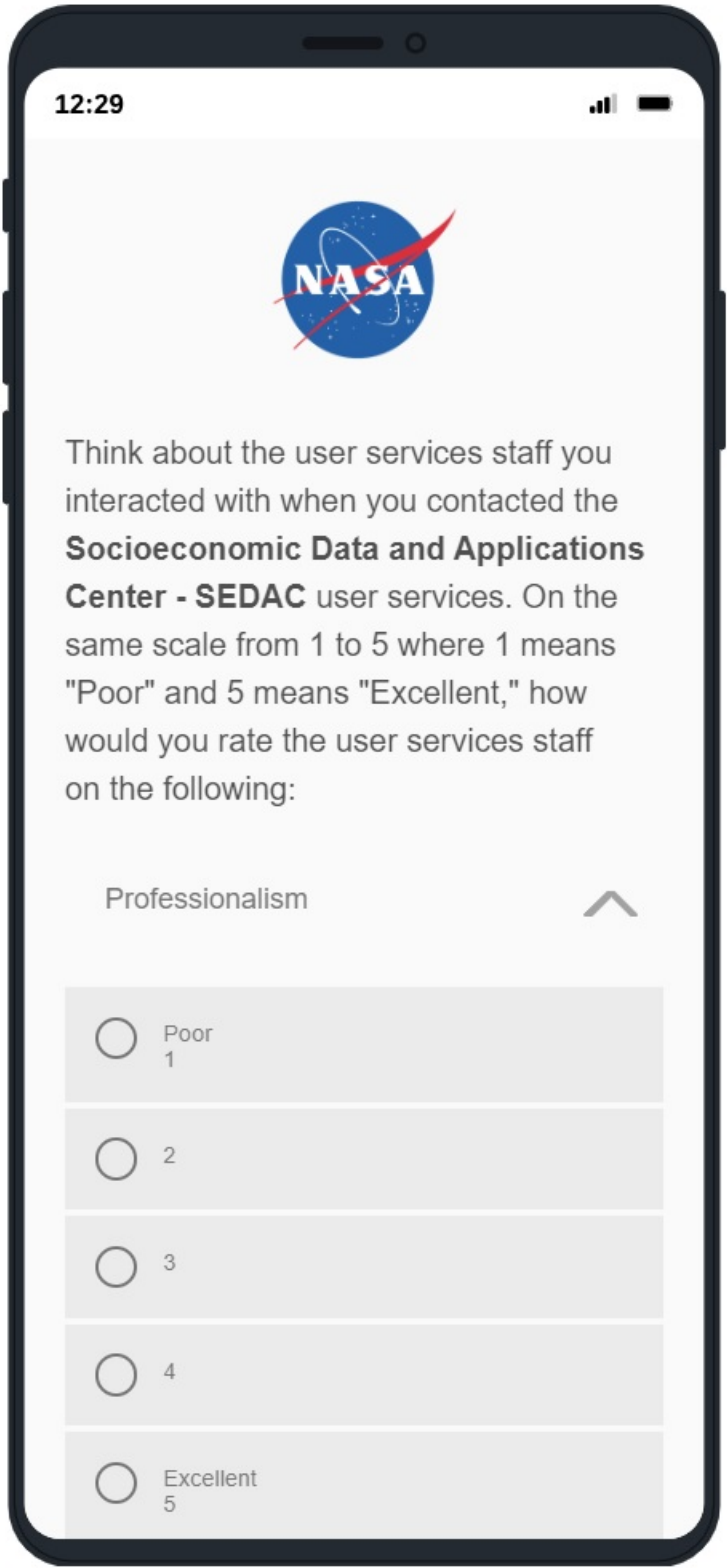 12:29
NASA
Think about the user services staff you
interacted with when you contacted the
Socioeconomic Data and Applications
Center - SEDAC user services. On the
same scale from 1 to 5 where 1 means
"Poor" and 5 means "Excellent," how
would you rate the user services staff
on the following:
Professionalism
Poor
1
2
3
4
Excellent
5